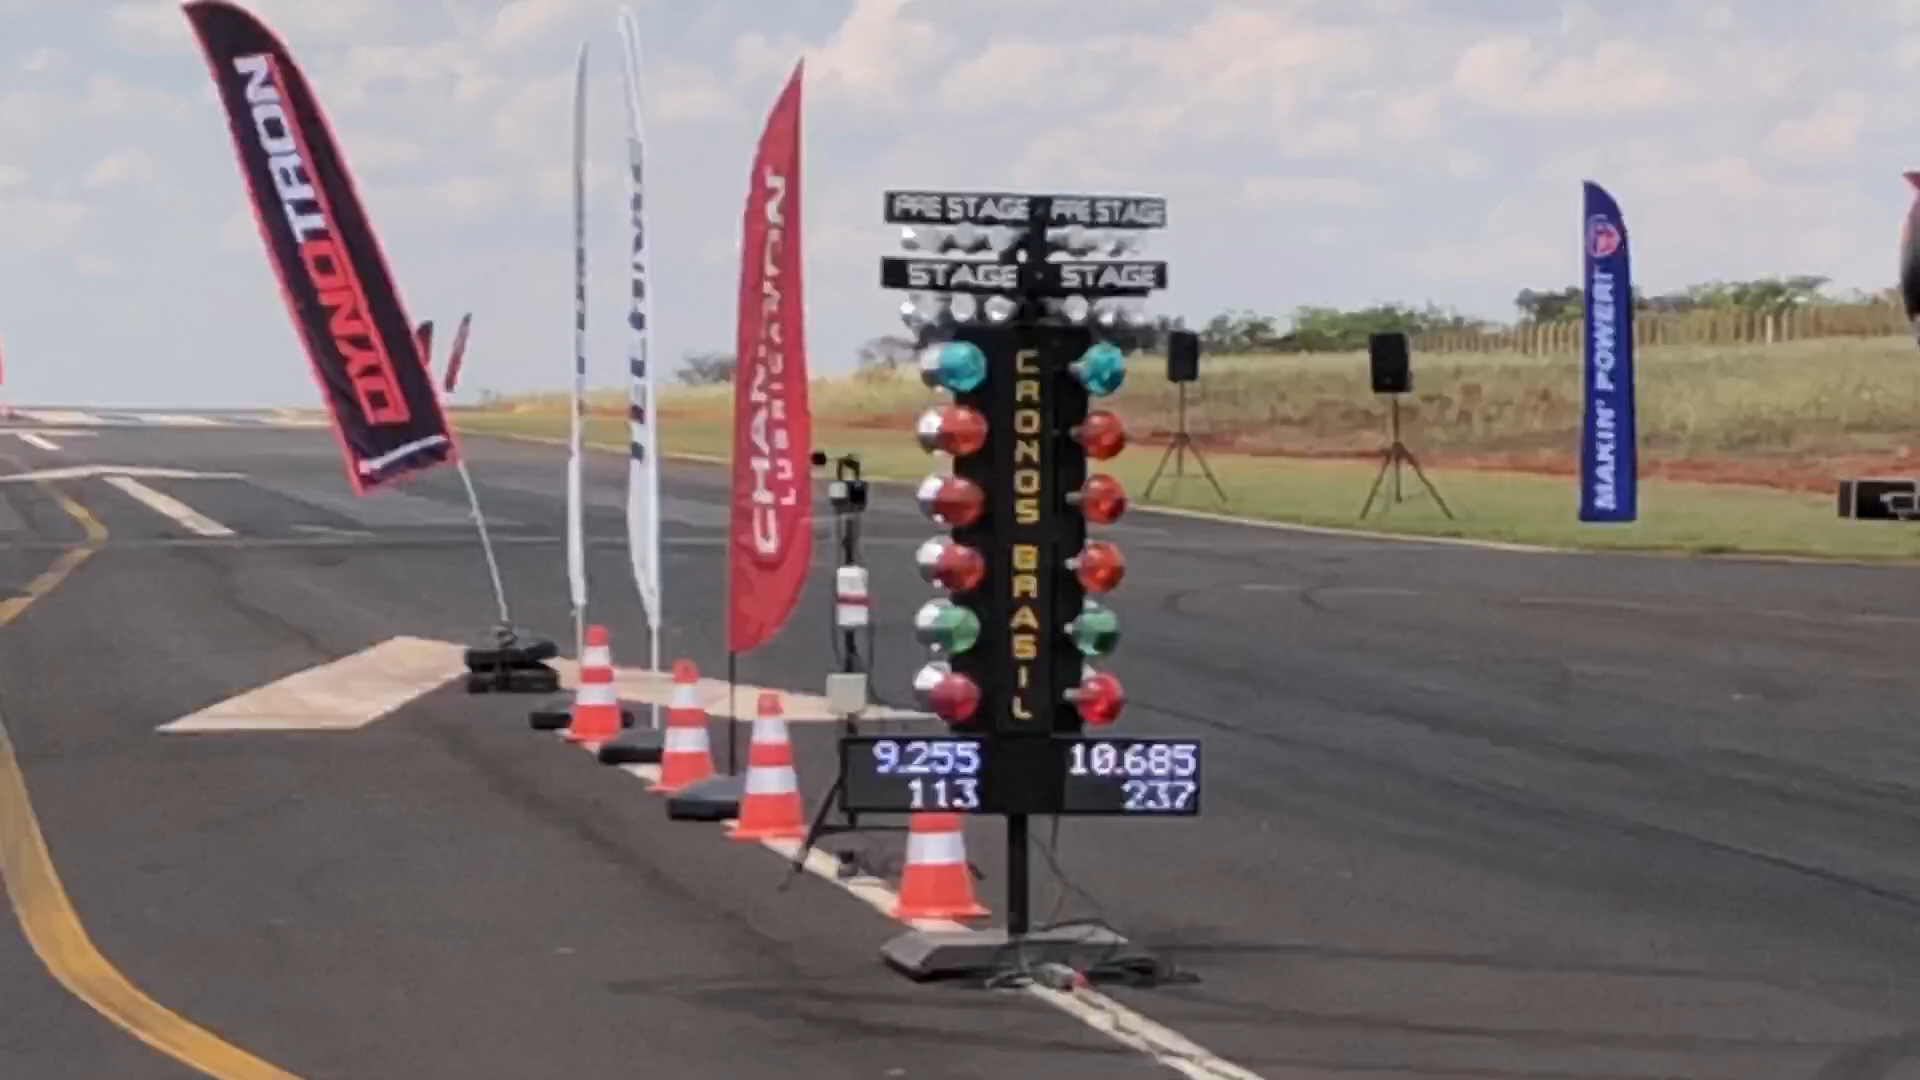 DYNOTRON
CHAMPION
LUBRICANTS
PRE STAGE PRE STAGE
STAGE STAGE
CRONOS BRASIL
9.255 10.685
113 237
MAKIN' POWER!